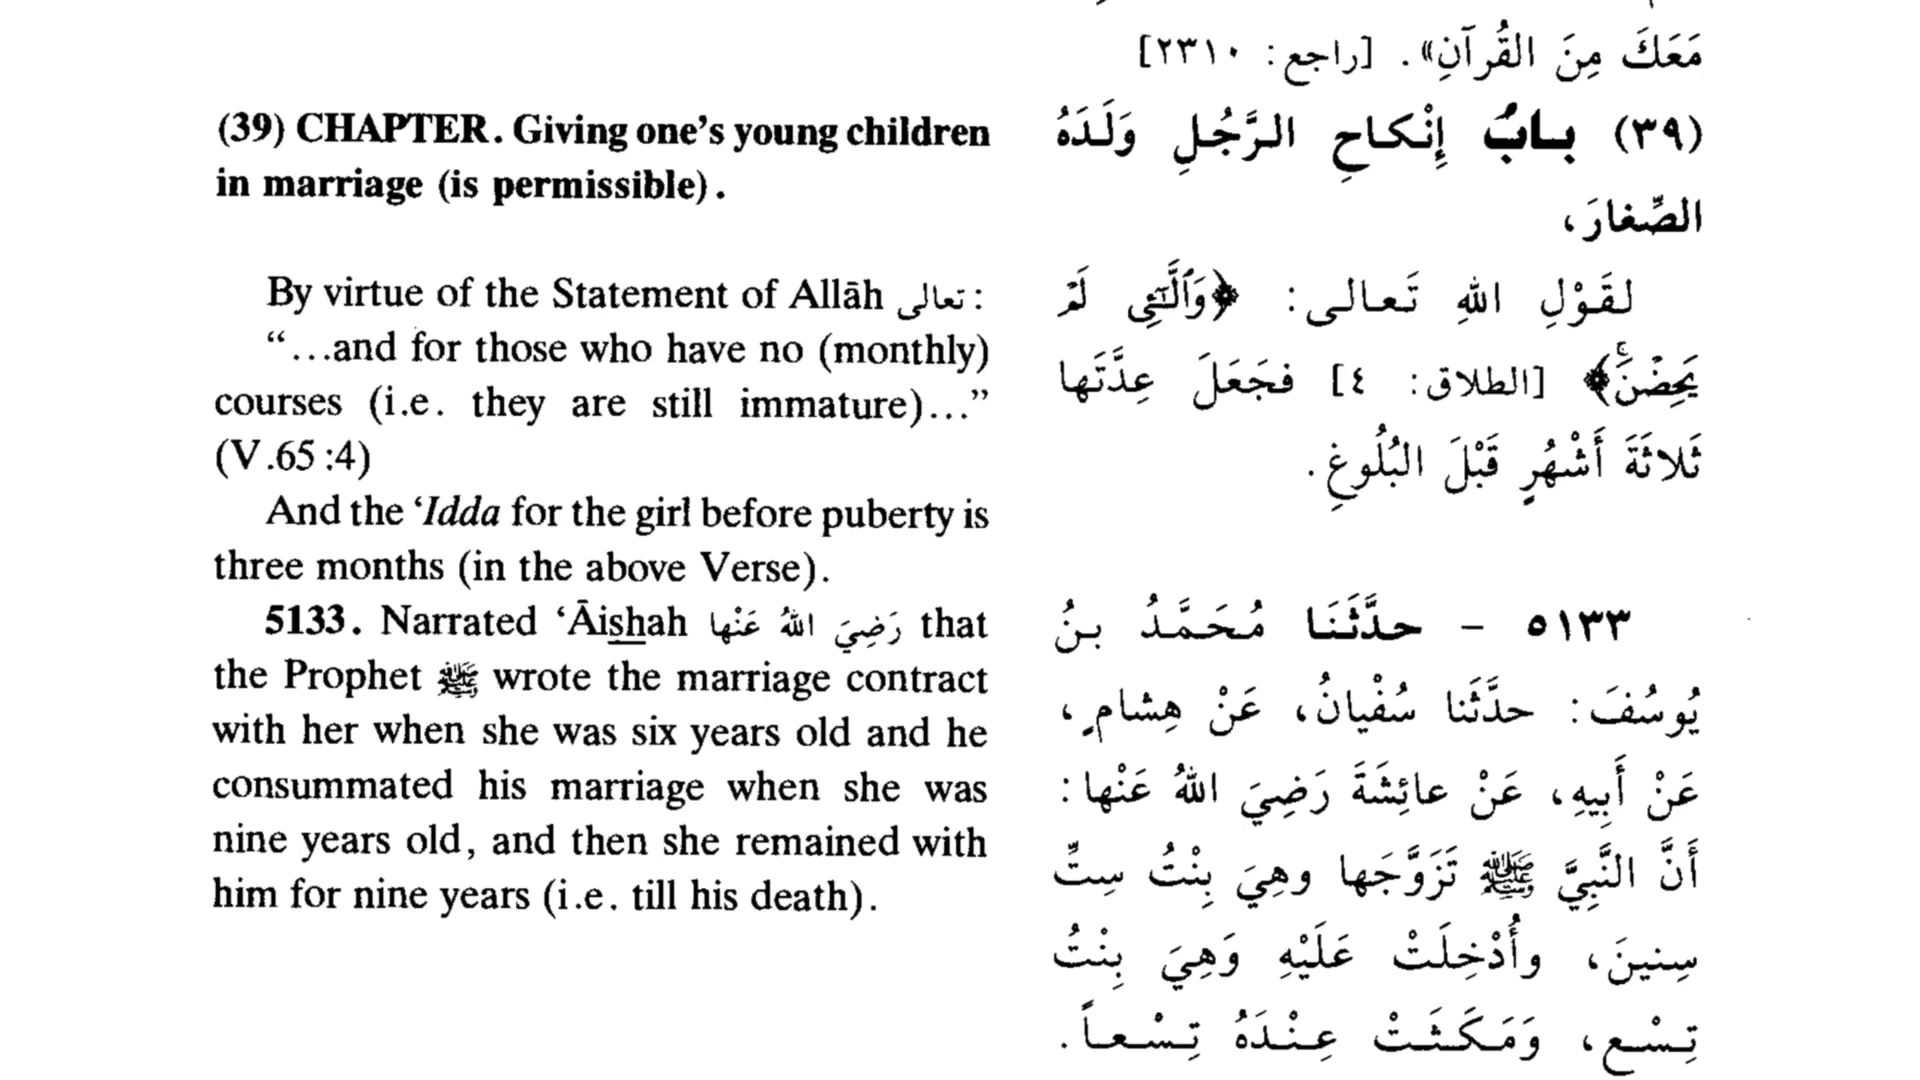 (39) CHAPTER. Giving one's young children
in marriage (is permissible).
By virtue of the Statement of Allāh تعالى:
“...and for those who have no (monthly)
courses (i.e. they are still immature)...”
(V.65:4)
And the ‘Idda for the girl before puberty is
three months (in the above Verse).
5133. Narrated ‘Āishah رَضِيَ اللهُ عَنْها that
the Prophet ﷺ wrote the marriage contract
with her when she was six years old and he
consummated his marriage when she was
nine years old, and then she remained with
him for nine years (i.e. till his death).
مَعَكَ مِنَ القُرآنِ». [راجع: ٢٣١٠]
(٣٩) بابُ إِنْكاحِ الرَّجُلِ وَلَدَهُ
الصِّغارَ،
لقَوْلِ اللهِ تَعالى: ﴿وَٱلَّٰٓـِٔى لَمْ
يَحِضْنَۚ﴾ [الطلاق: ٤] فجَعَلَ عِدَّتَها
ثَلاثَةَ أَشْهُرٍ قَبْلَ البُلُوغِ.
٥١٣٣ – حدَّثَنَا مُحَمَّدُ بنُ
يُوسُفَ: حدَّثَنا سُفْيانُ، عَنْ هِشامٍ،
عَنْ أَبِيهِ، عَنْ عائِشَةَ رَضِيَ اللهُ عَنْها:
أَنَّ النَّبِيَّ ﷺ تَزَوَّجَها وهِيَ بِنْتُ سِتِّ
سِنينَ، وأُدْخِلَتْ عَلَيْهِ وَهِيَ بِنْتُ
تِسْعٍ، وَمَكَثَتْ عِنْدَهُ تِسْعاً.